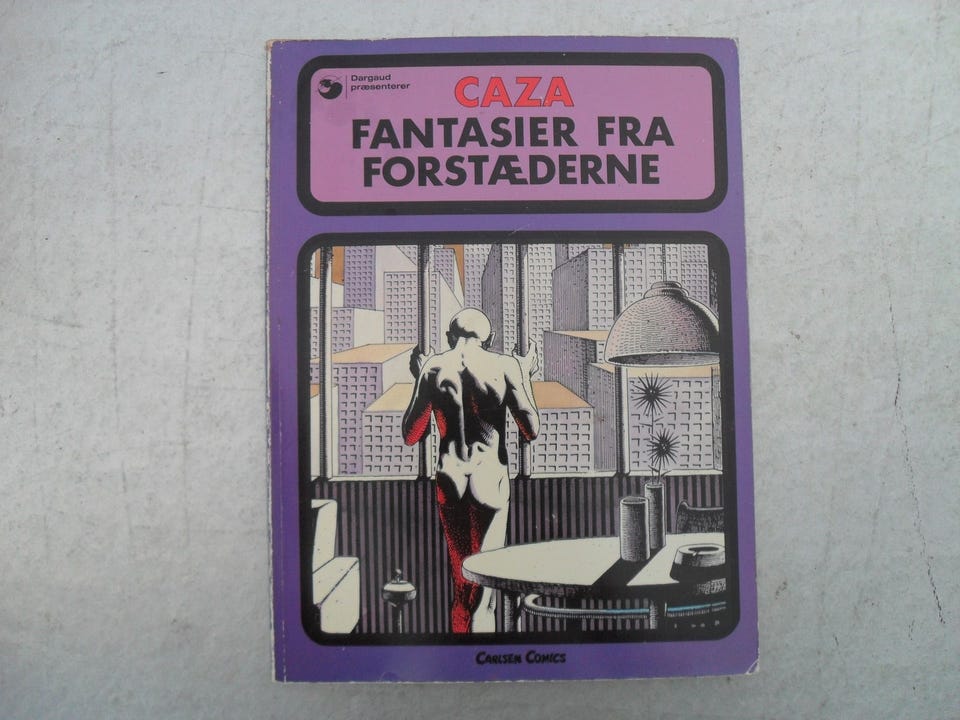 Dargaud
præsenterer
CAZA
FANTASIER FRA
FORSTÆDERNE
CARLSEN COMICS